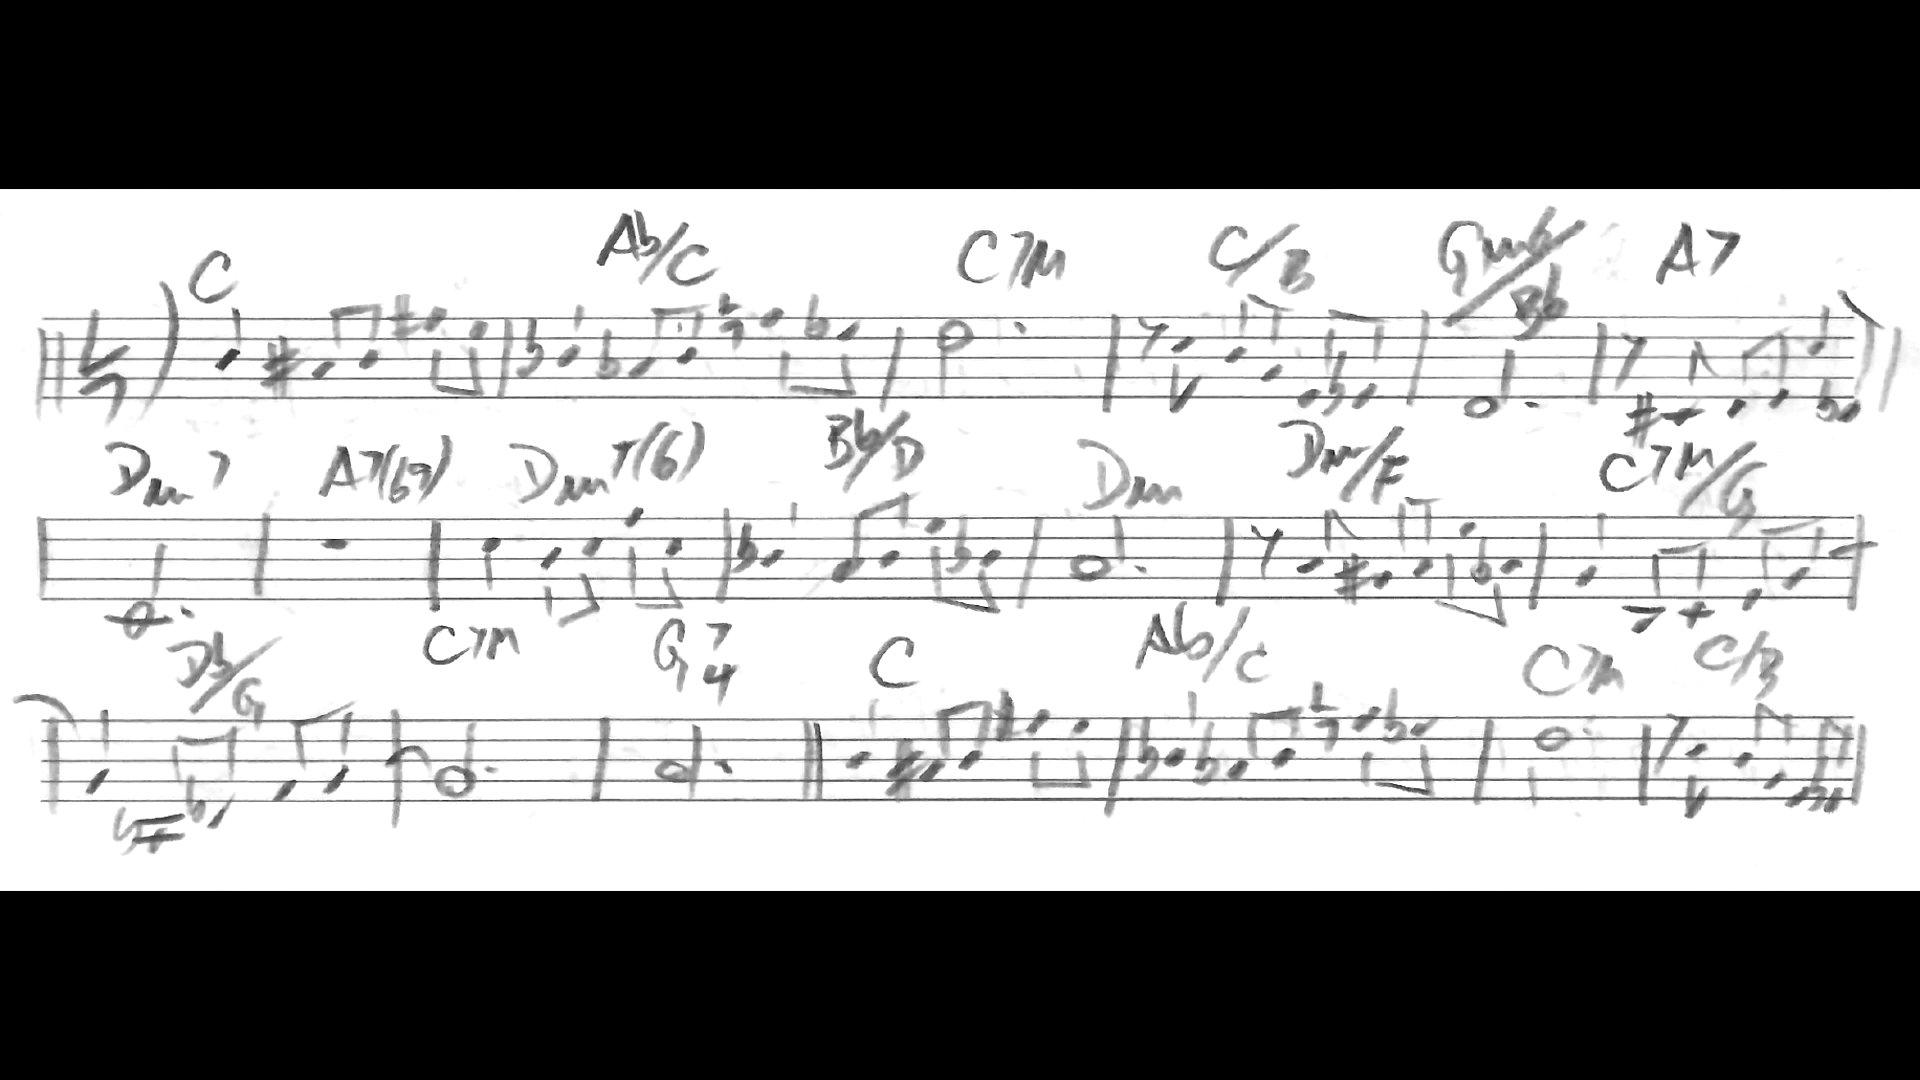 C Ab/C C7M C/B Gm6/Bb A7
Dm7 A7(b9) Dm7(6) Bb/D Dm Dm/F C7M/G
Db/G C7M G7 4 C Ab/C C7M C/B